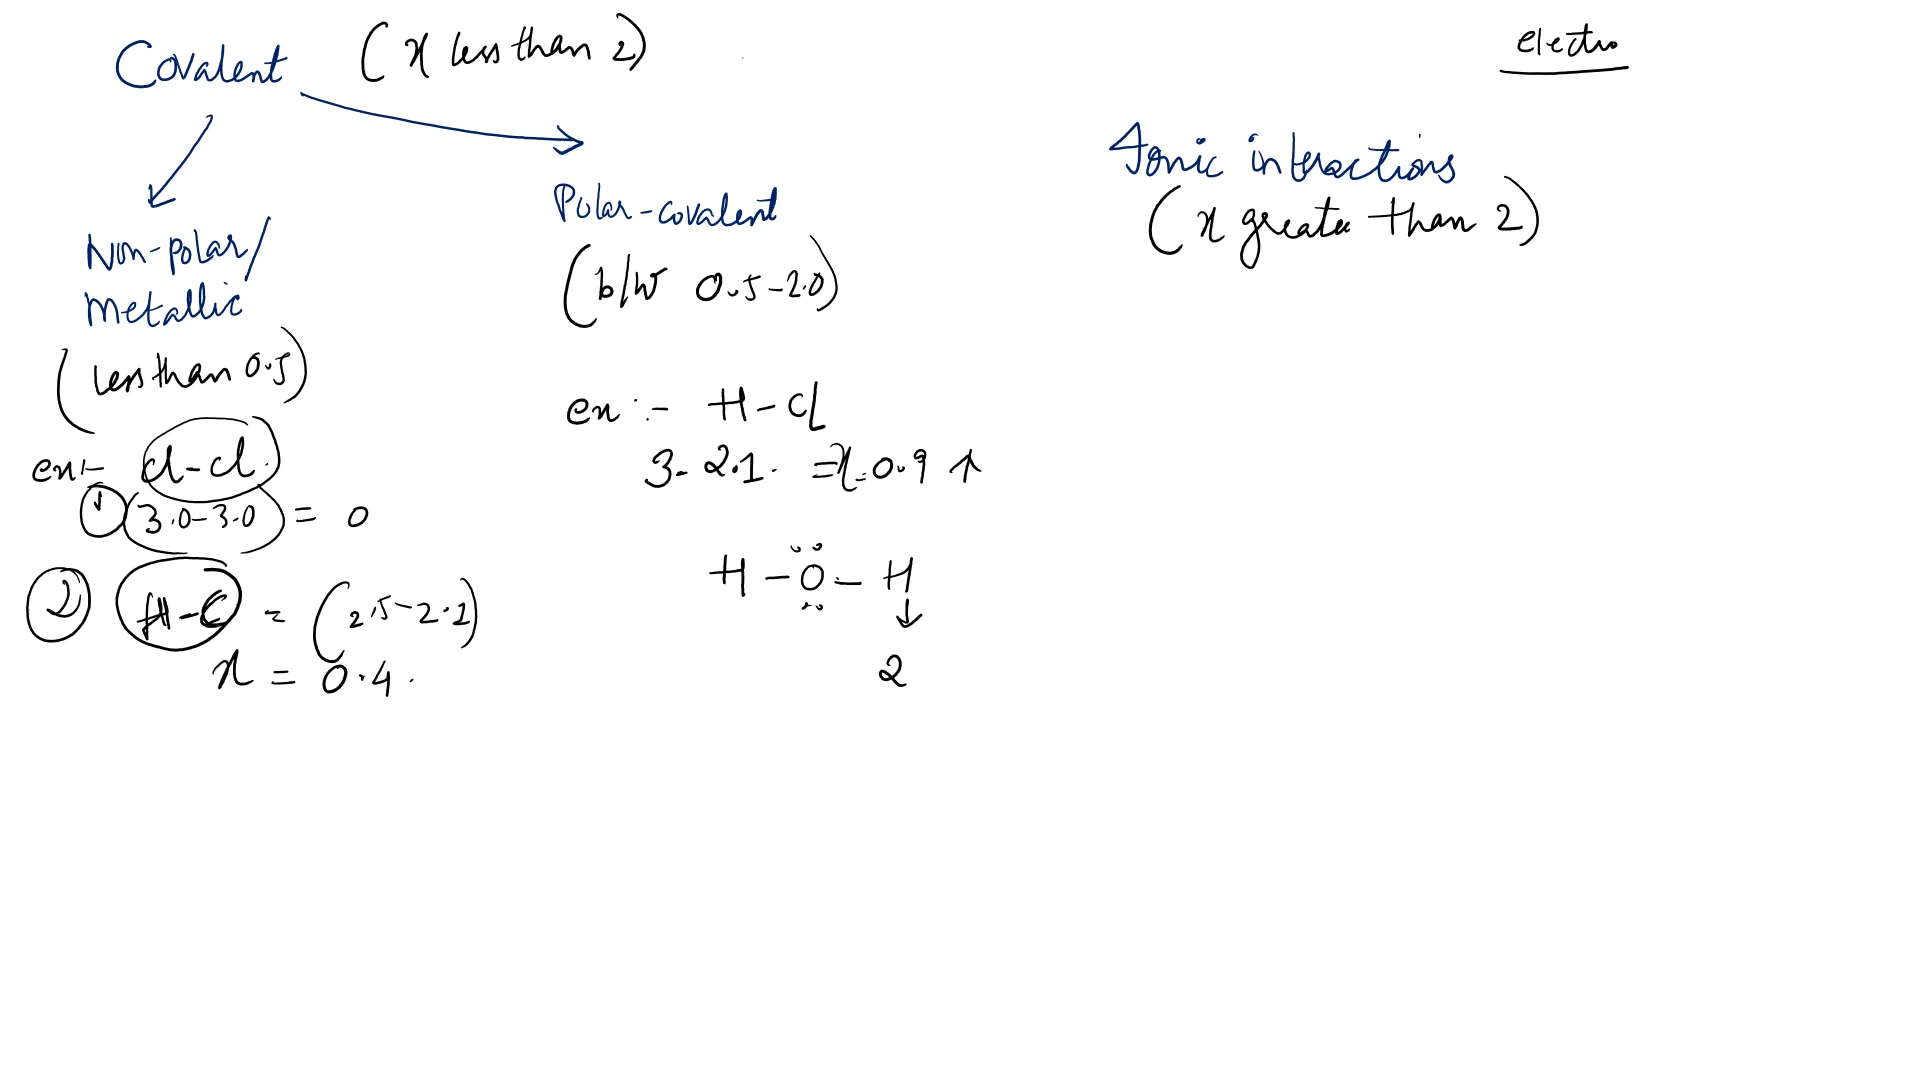 Covalent (x less than 2)
electro
Ionic interactions
(x greater than 2)
Polar-covalent
(b/w 0.5-2.0)
Non-polar/
Metallic
(less than 0.5)
ex:- H-Cl
3-2.1. =x=0.9 ↑
ex:- Cl-Cl
① (3.0-3.0) = 0
H-O-H
↓
2
② H-C = (2.5-2.1)
x = 0.4.